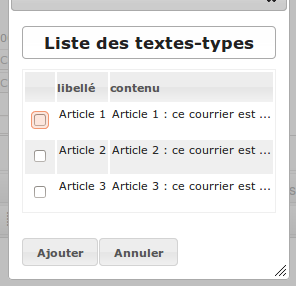 Liste des textes-types
libellé contenu
Article 1 Article 1 : ce courrier est ...
Article 2 Article 2 : ce courrier est ...
Article 3 Article 3 : ce courrier est ...
Ajouter Annuler